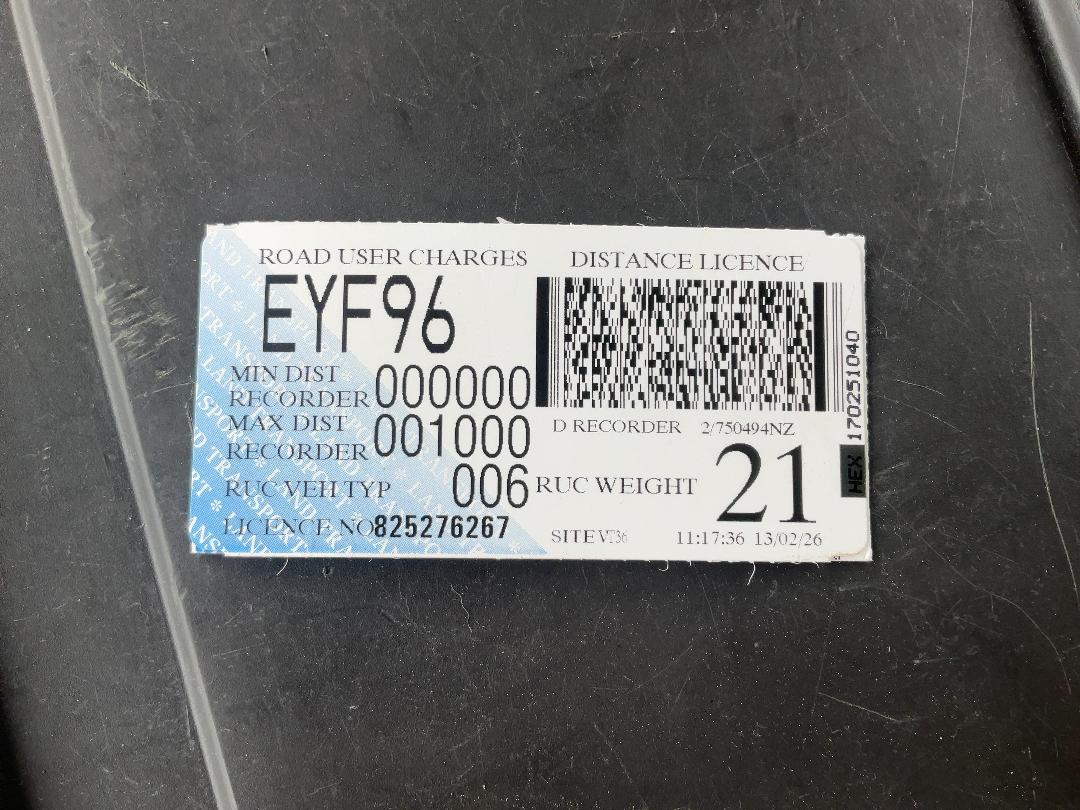 ROAD USER CHARGES
DISTANCE LICENCE
EYF96
MIN DIST
RECORDER 000000
MAX DIST
RECORDER 001000
D RECORDER 2/750494NZ
RUC VEH TYP 006
RUC WEIGHT 21
LICENCE NO 825276267
SITE VT36 11:17:36 13/02/26
HEX 170251040